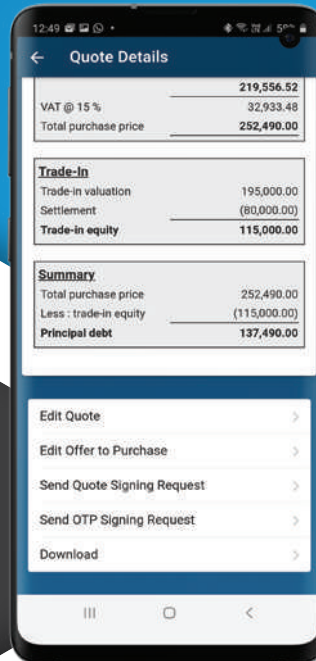 12:49
Quote Details
219,556.52
VAT @ 15 % 32,933.48
Total purchase price 252,490.00
Trade-In
Trade-in valuation 195,000.00
Settlement (80,000.00)
Trade-in equity 115,000.00
Summary
Total purchase price 252,490.00
Less : trade-in equity (115,000.00)
Principal debt 137,490.00
Edit Quote
Edit Offer to Purchase
Send Quote Signing Request
Send OTP Signing Request
Download